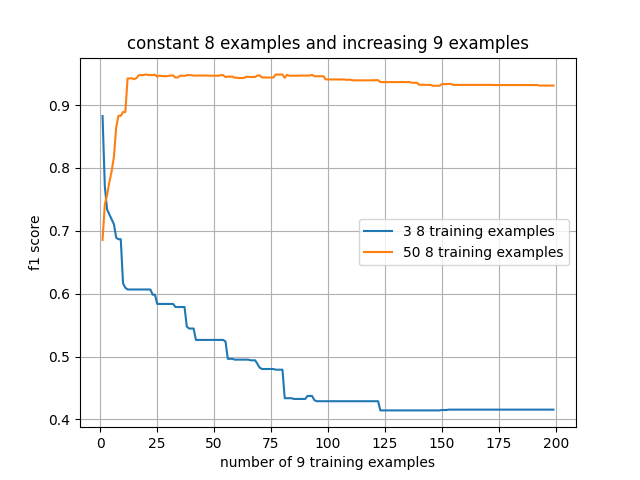 constant 8 examples and increasing 9 examples
f1 score
0.9
0.8
0.7
0.6
0.5
0.4
3 8 training examples
50 8 training examples
0 25 50 75 100 125 150 175 200
number of 9 training examples